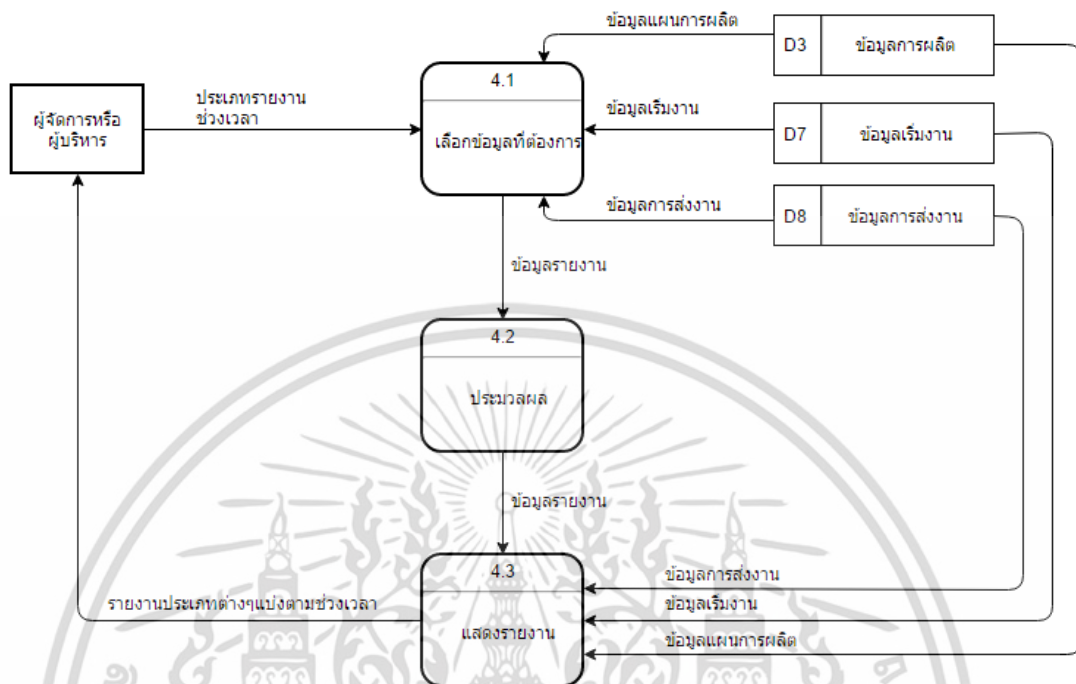 ข้อมูลแผนการผลิต
D3
ข้อมูลการผลิต
4.1
ประเภทรายงาน
ช่วงเวลา
ผู้จัดการหรือ
ผู้บริหาร
เลือกข้อมูลที่ต้องการ
ข้อมูลเริ่มงาน
D7
ข้อมูลเริ่มงาน
ข้อมูลการส่งงาน
D8
ข้อมูลการส่งงาน
ข้อมูลรายงาน
4.2
ประมวลผล
ข้อมูลรายงาน
4.3
แสดงรายงาน
ข้อมูลการส่งงาน
รายงานประเภทต่างๆแบ่งตามช่วงเวลา
ข้อมูลเริ่มงาน
ข้อมูลแผนการผลิต